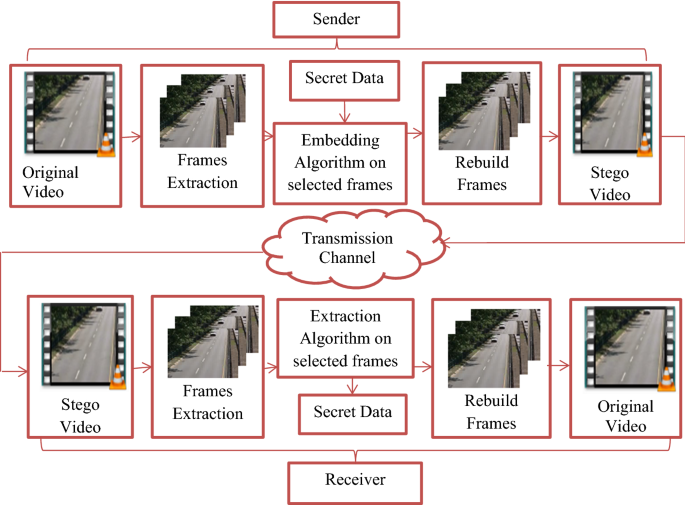 Sender
Secret Data
Original
Video
Frames
Extraction
Embedding
Algorithm on
selected frames
Rebuild
Frames
Stego
Video
Transmission
Channel
Stego
Video
Frames
Extraction
Extraction
Algorithm on
selected frames
Secret Data
Rebuild
Frames
Original
Video
Receiver